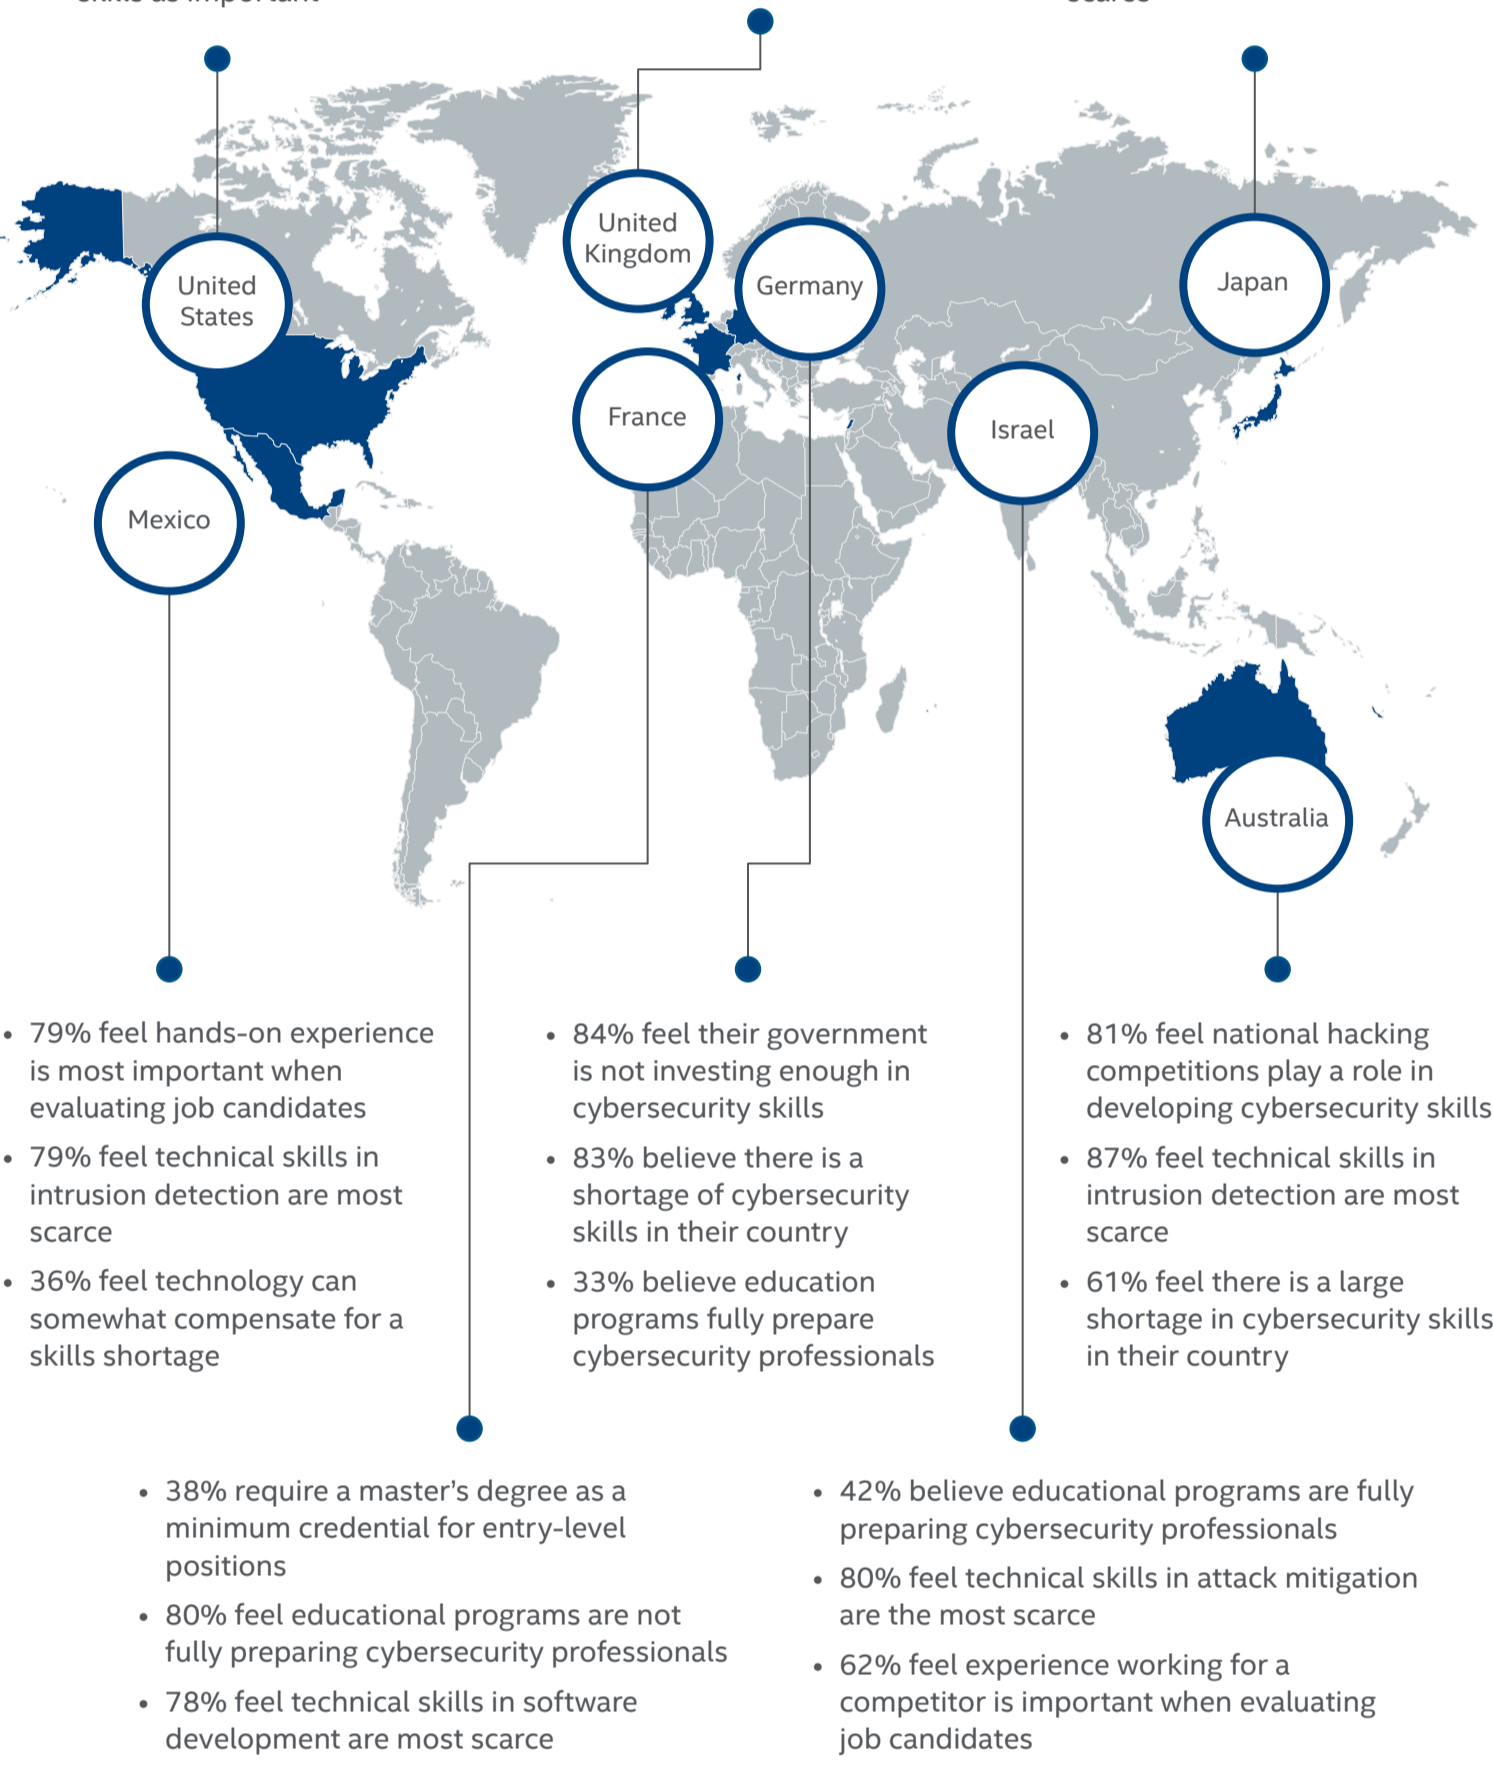 United
Kingdom
United
States
Germany
Japan
France
Israel
Mexico
Australia
• 79% feel hands-on experience
is most important when
evaluating job candidates
• 79% feel technical skills in
intrusion detection are most
scarce
• 36% feel technology can
somewhat compensate for a
skills shortage
• 84% feel their government
is not investing enough in
cybersecurity skills
• 83% believe there is a
shortage of cybersecurity
skills in their country
• 33% believe education
programs fully prepare
cybersecurity professionals
• 81% feel national hacking
competitions play a role in
developing cybersecurity skills
• 87% feel technical skills in
intrusion detection are most
scarce
• 61% feel there is a large
shortage in cybersecurity skills
in their country
• 38% require a master’s degree as a
minimum credential for entry-level
positions
• 80% feel educational programs are not
fully preparing cybersecurity professionals
• 78% feel technical skills in software
development are most scarce
• 42% believe educational programs are fully
preparing cybersecurity professionals
• 80% feel technical skills in attack mitigation
are the most scarce
• 62% feel experience working for a
competitor is important when evaluating
job candidates